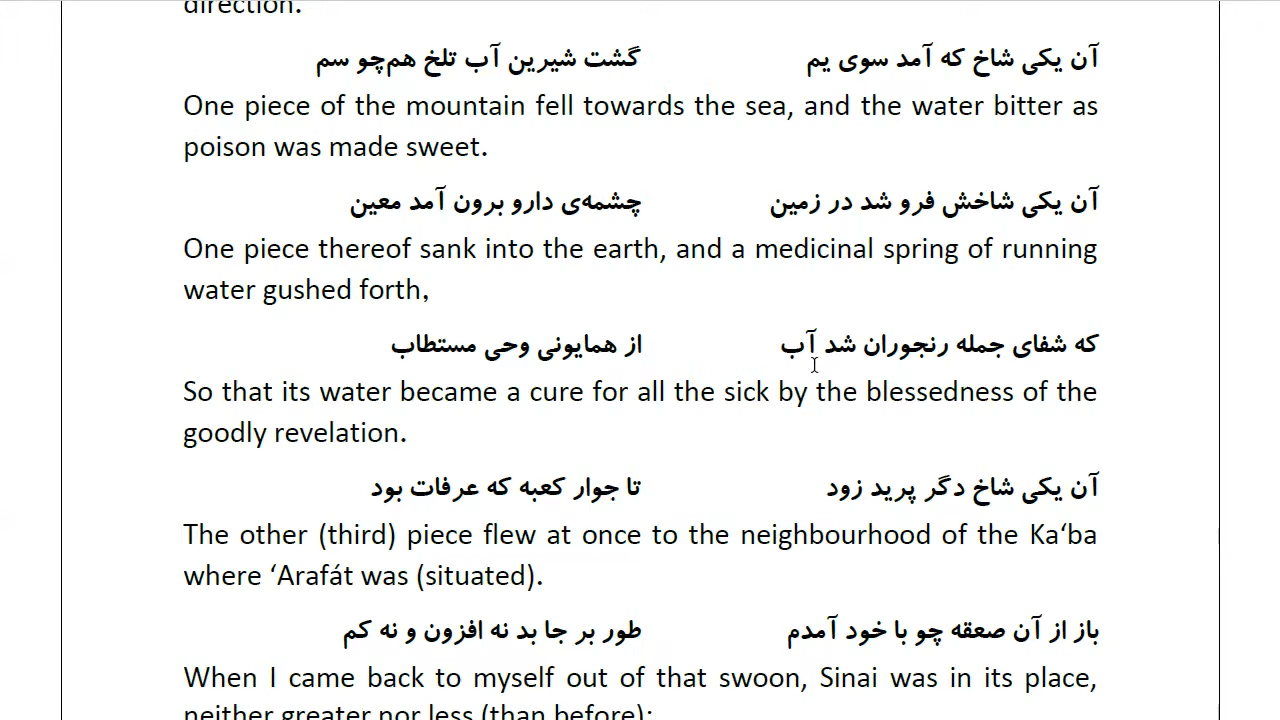 direction.
آن یکی شاخ که آمد سوی یم گشت شیرین آب تلخ هم‌چو سم
One piece of the mountain fell towards the sea, and the water bitter as
poison was made sweet.
آن یکی شاخش فرو شد در زمین چشمه‌ی دارو برون آمد معین
One piece thereof sank into the earth, and a medicinal spring of running
water gushed forth,
که شفای جمله رنجوران شد آب از همایونی وحی مستطاب
So that its water became a cure for all the sick by the blessedness of the
goodly revelation.
آن یکی شاخ دگر پرید زود تا جوار کعبه که عرفات بود
The other (third) piece flew at once to the neighbourhood of the Ka‘ba
where ‘Arafát was (situated).
باز از آن صعقه چو با خود آمدم طور بر جا بد نه افزون و نه کم
When I came back to myself out of that swoon, Sinai was in its place,
neither greater nor less (than before);